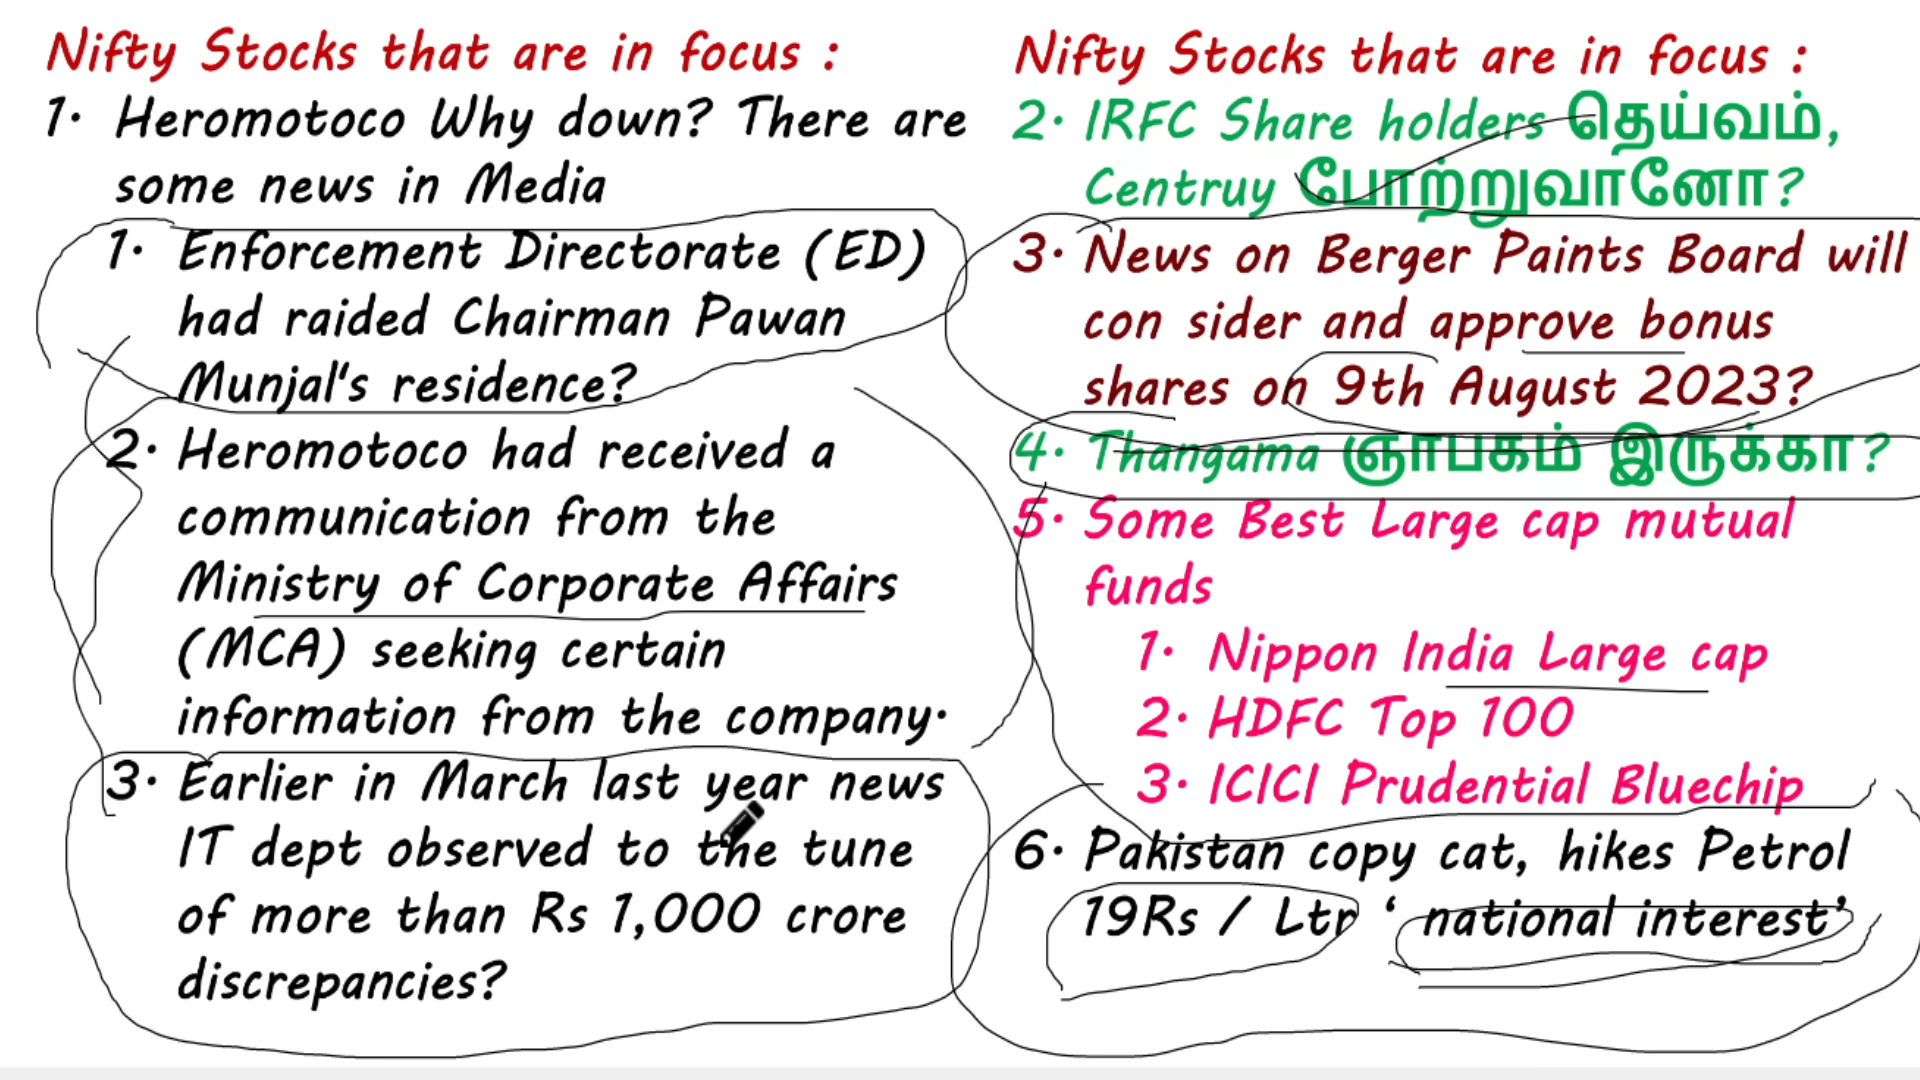 Nifty Stocks that are in focus :
1. Heromotoco Why down? There are
some news in Media
1. Enforcement Directorate (ED)
had raided Chairman Pawan
Munjal's residence?
2. Heromotoco had received a
communication from the
Ministry of Corporate Affairs
(MCA) seeking certain
information from the company.
3. Earlier in March last year news
IT dept observed to the tune
of more than Rs 1,000 crore
discrepancies?
Nifty Stocks that are in focus :
2. IRFC Share holders தெய்வம்,
Centruy போற்றுவானோ?
3. News on Berger Paints Board will
con sider and approve bonus
shares on 9th August 2023?
4. Thangama ஞாபகம் இருக்கா?
5. Some Best Large cap mutual
funds
1. Nippon India Large cap
2. HDFC Top 100
3. ICICI Prudential Bluechip
6. Pakistan copy cat, hikes Petrol
19Rs / Ltr ‘ national interest’